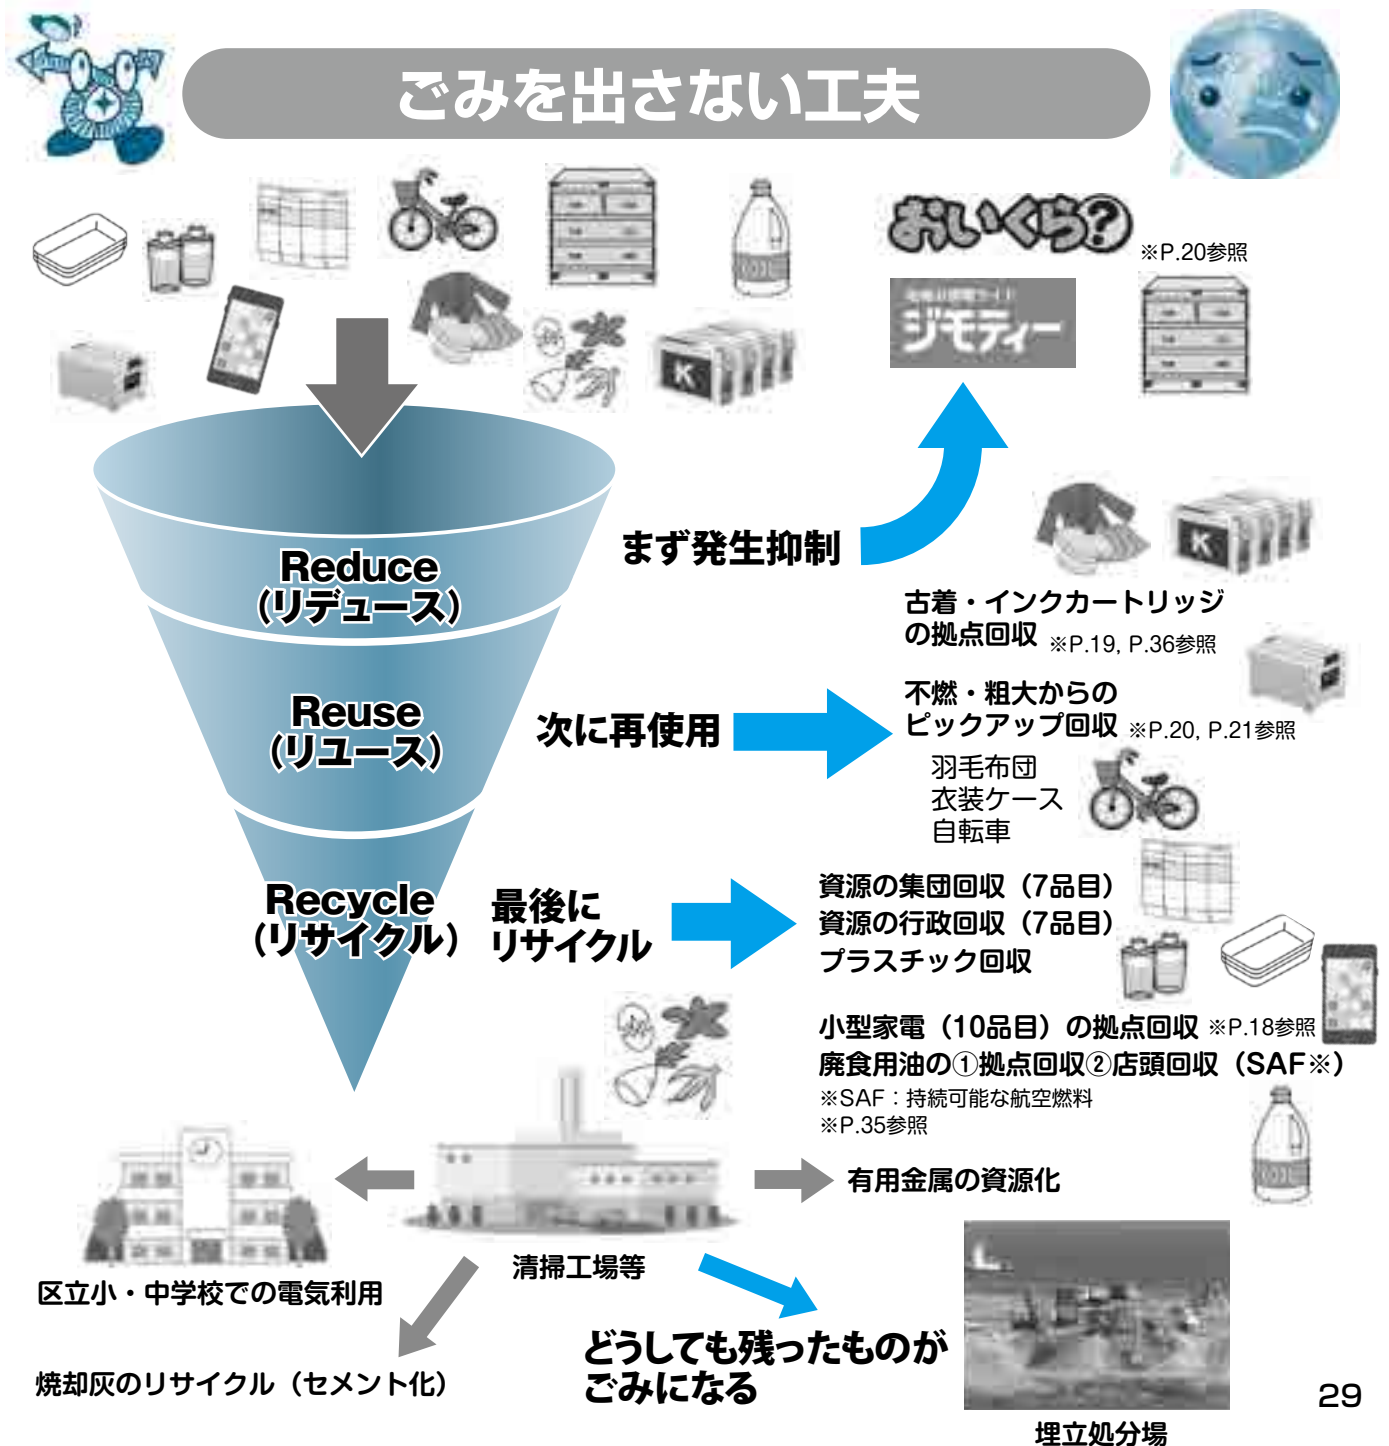 ごみを出さない工夫
おいくら?
※P.20参照
ジモティー
K
Reduce
(リデュース)
まず発生抑制
K
古着・インクカートリッジ
の拠点回収 ※P.19, P.36参照
Reuse
(リユース)
次に再使用
不燃・粗大からの
ピックアップ回収 ※P.20, P.21参照
羽毛布団
衣装ケース
自転車
Recycle
(リサイクル)
最後に
リサイクル
資源の集団回収(7品目)
資源の行政回収(7品目)
プラスチック回収
小型家電(10品目)の拠点回収 ※P.18参照
廃食用油の①拠点回収②店頭回収(SAF※)
※SAF:持続可能な航空燃料
※P.35参照
有用金属の資源化
清掃工場等
区立小・中学校での電気利用
焼却灰のリサイクル(セメント化)
どうしても残ったものが
ごみになる
埋立処分場
29